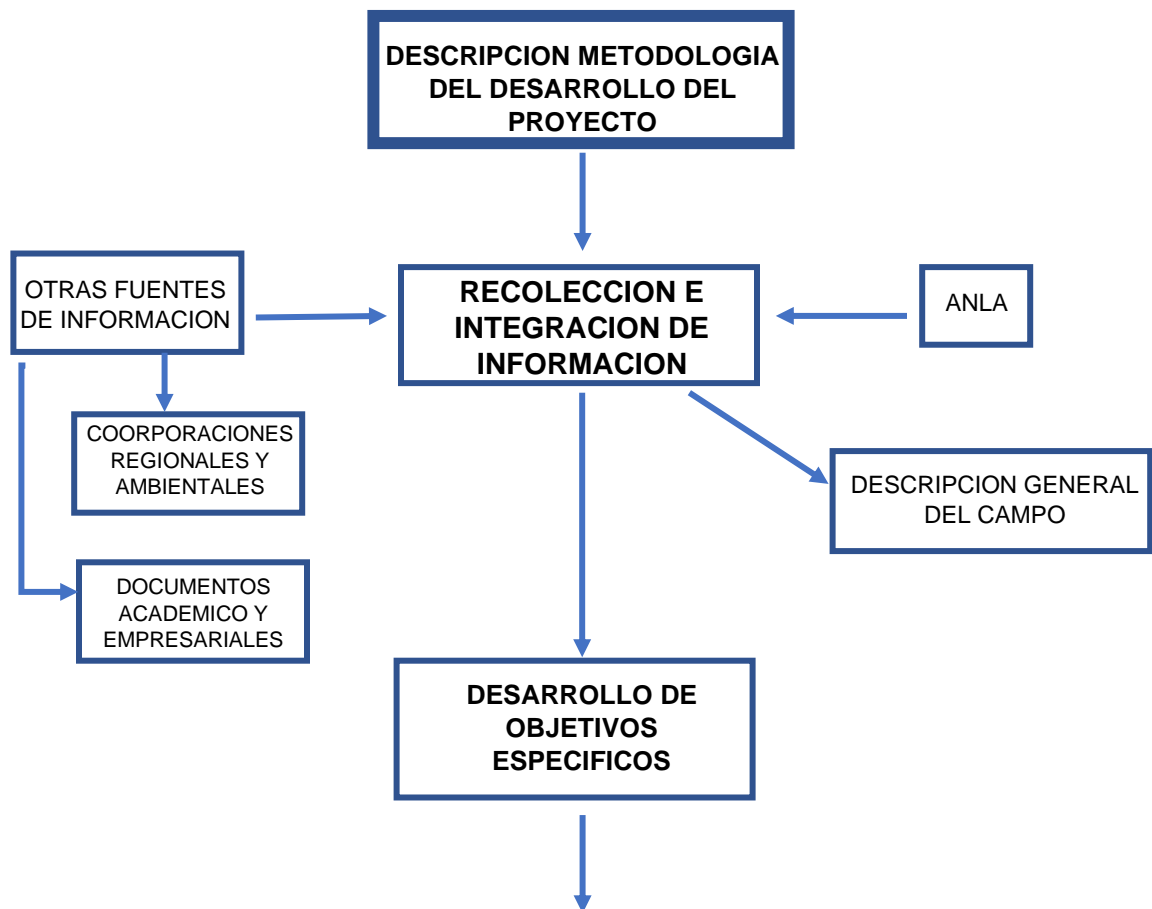 DESCRIPCION METODOLOGIA
DEL DESARROLLO DEL
PROYECTO
OTRAS FUENTES
DE INFORMACION
RECOLECCION E
INTEGRACION DE
INFORMACION
ANLA
COORPORACIONES
REGIONALES Y
AMBIENTALES
DESCRIPCION GENERAL
DEL CAMPO
DOCUMENTOS
ACADEMICO Y
EMPRESARIALES
DESARROLLO DE
OBJETIVOS
ESPECIFICOS